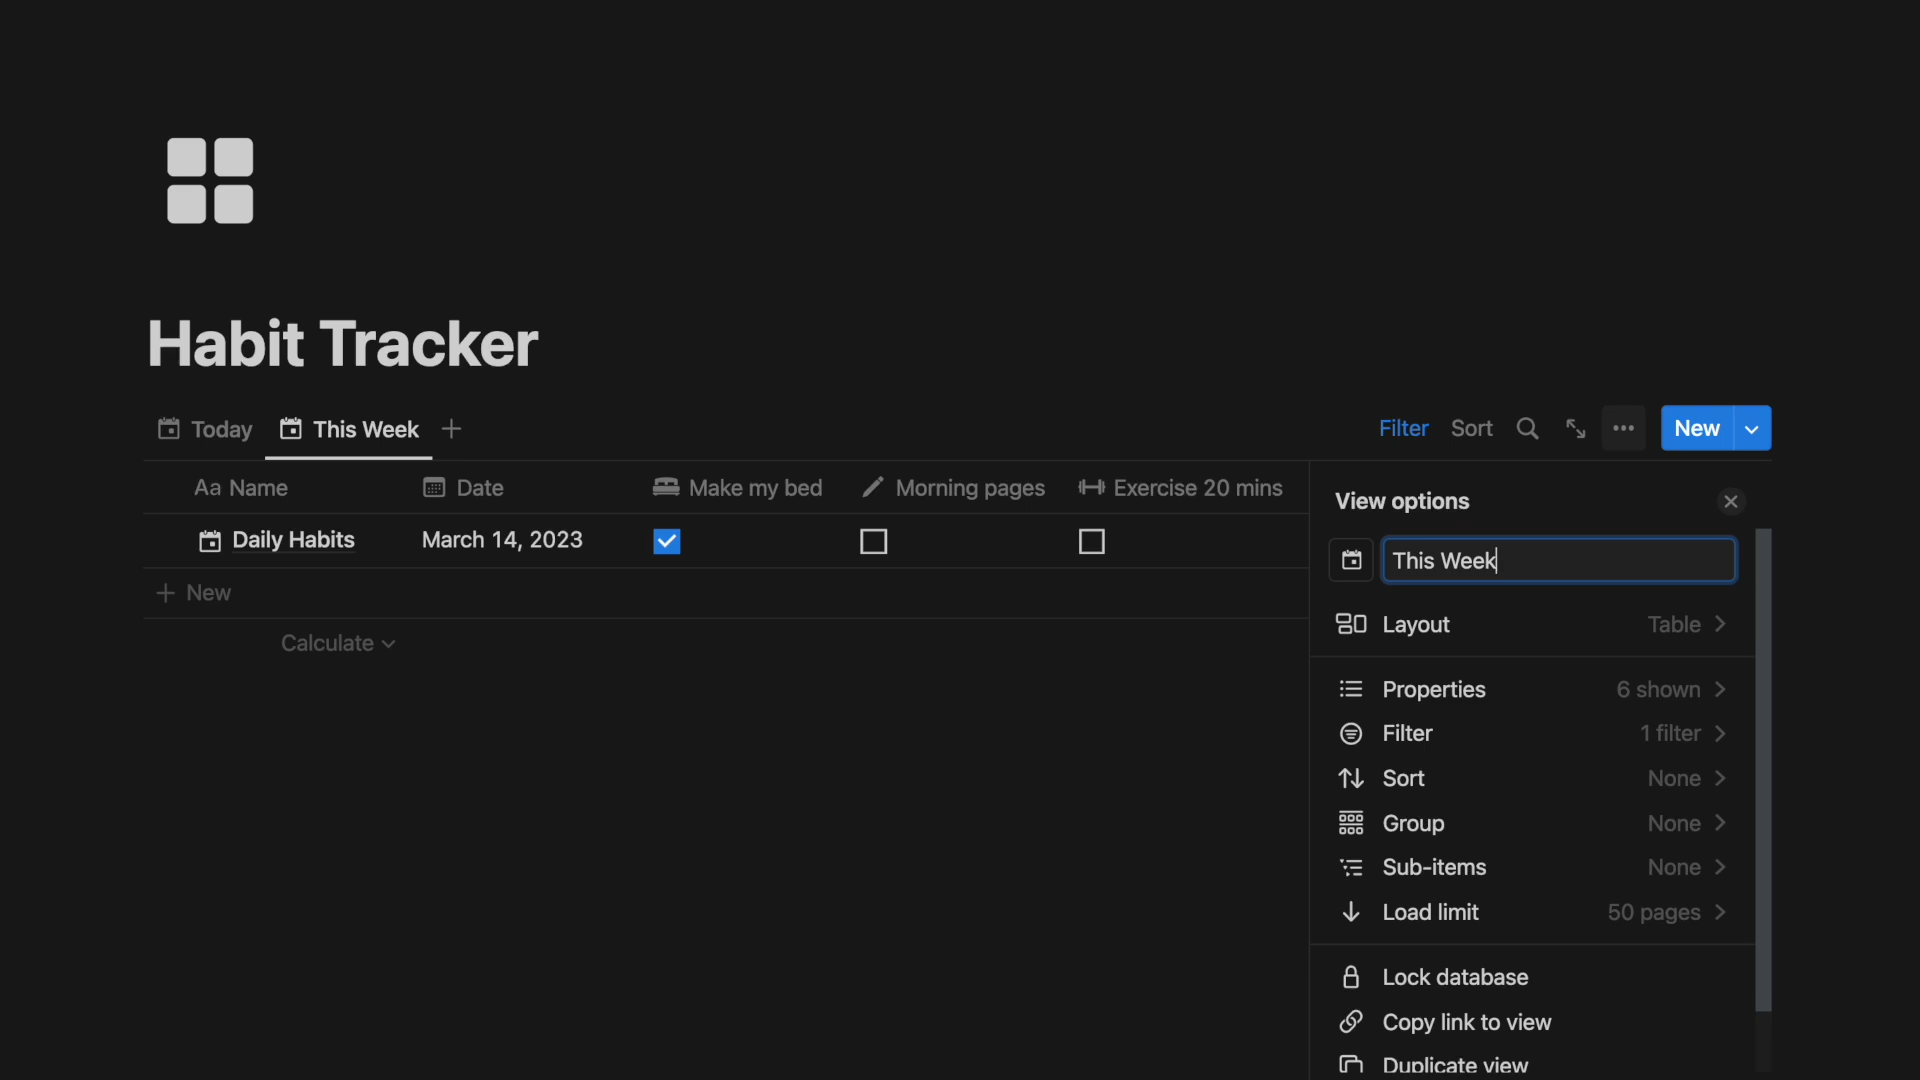 Habit Tracker
Today This Week Filter Sort New
Aa Name Date Make my bed Morning pages Exercise 20 mins
Daily Habits March 14, 2023
New
Calculate
View options
This Week
Layout Table
Properties 6 shown
Filter 1 filter
Sort None
Group None
Sub-items None
Load limit 50 pages
Lock database
Copy link to view
Duplicate view